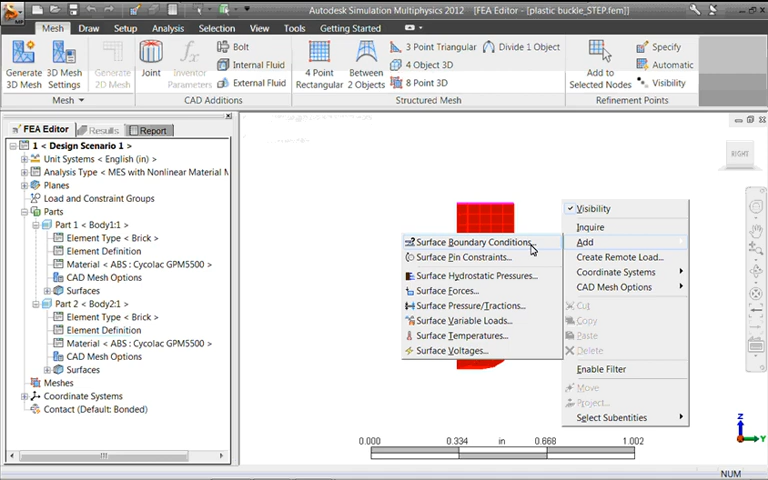 Autodesk Simulation Multiphysics 2012 - [FEA Editor - [plastic buckle_STEP.fem]]
Mesh Draw Setup Analysis Selection View Tools Getting Started
Generate 3D Mesh
3D Mesh Settings
Generate 2D Mesh
Mesh
Joint
Inventor Parameters
Bolt
Internal Fluid
External Fluid
CAD Additions
4 Point Rectangular
Between 2 Objects
3 Point Triangular
4 Object 3D
8 Point 3D
Divide 1 Object
Structured Mesh
Add to Selected Nodes
Specify
Automatic
Visibility
Refinement Points
FEA Editor Results Report
1 < Design Scenario 1 >
Unit Systems < English (in) >
Analysis Type < MES with Nonlinear Material M
Planes
Load and Constraint Groups
Parts
Part 1 < Body1:1 >
Element Type < Brick >
Element Definition
Material < ABS : Cycolac GPM5500 >
CAD Mesh Options
Surfaces
Part 2 < Body2:1 >
Element Type < Brick >
Element Definition
Material < ABS : Cycolac GPM5500 >
CAD Mesh Options
Surfaces
Meshes
Coordinate Systems
Contact (Default: Bonded)
RIGHT
Surface Boundary Conditions...
Surface Pin Constraints...
Surface Hydrostatic Pressures...
Surface Forces...
Surface Pressure/Tractions...
Surface Variable Loads...
Surface Temperatures...
Surface Voltages...
Visibility
Inquire
Add
Create Remote Load...
Coordinate Systems
CAD Mesh Options
Cut
Copy
Paste
Delete
Enable Filter
Move
Project...
Select Subentities
0.000 0.334 in 0.668 1.002
Z
Y
NUM